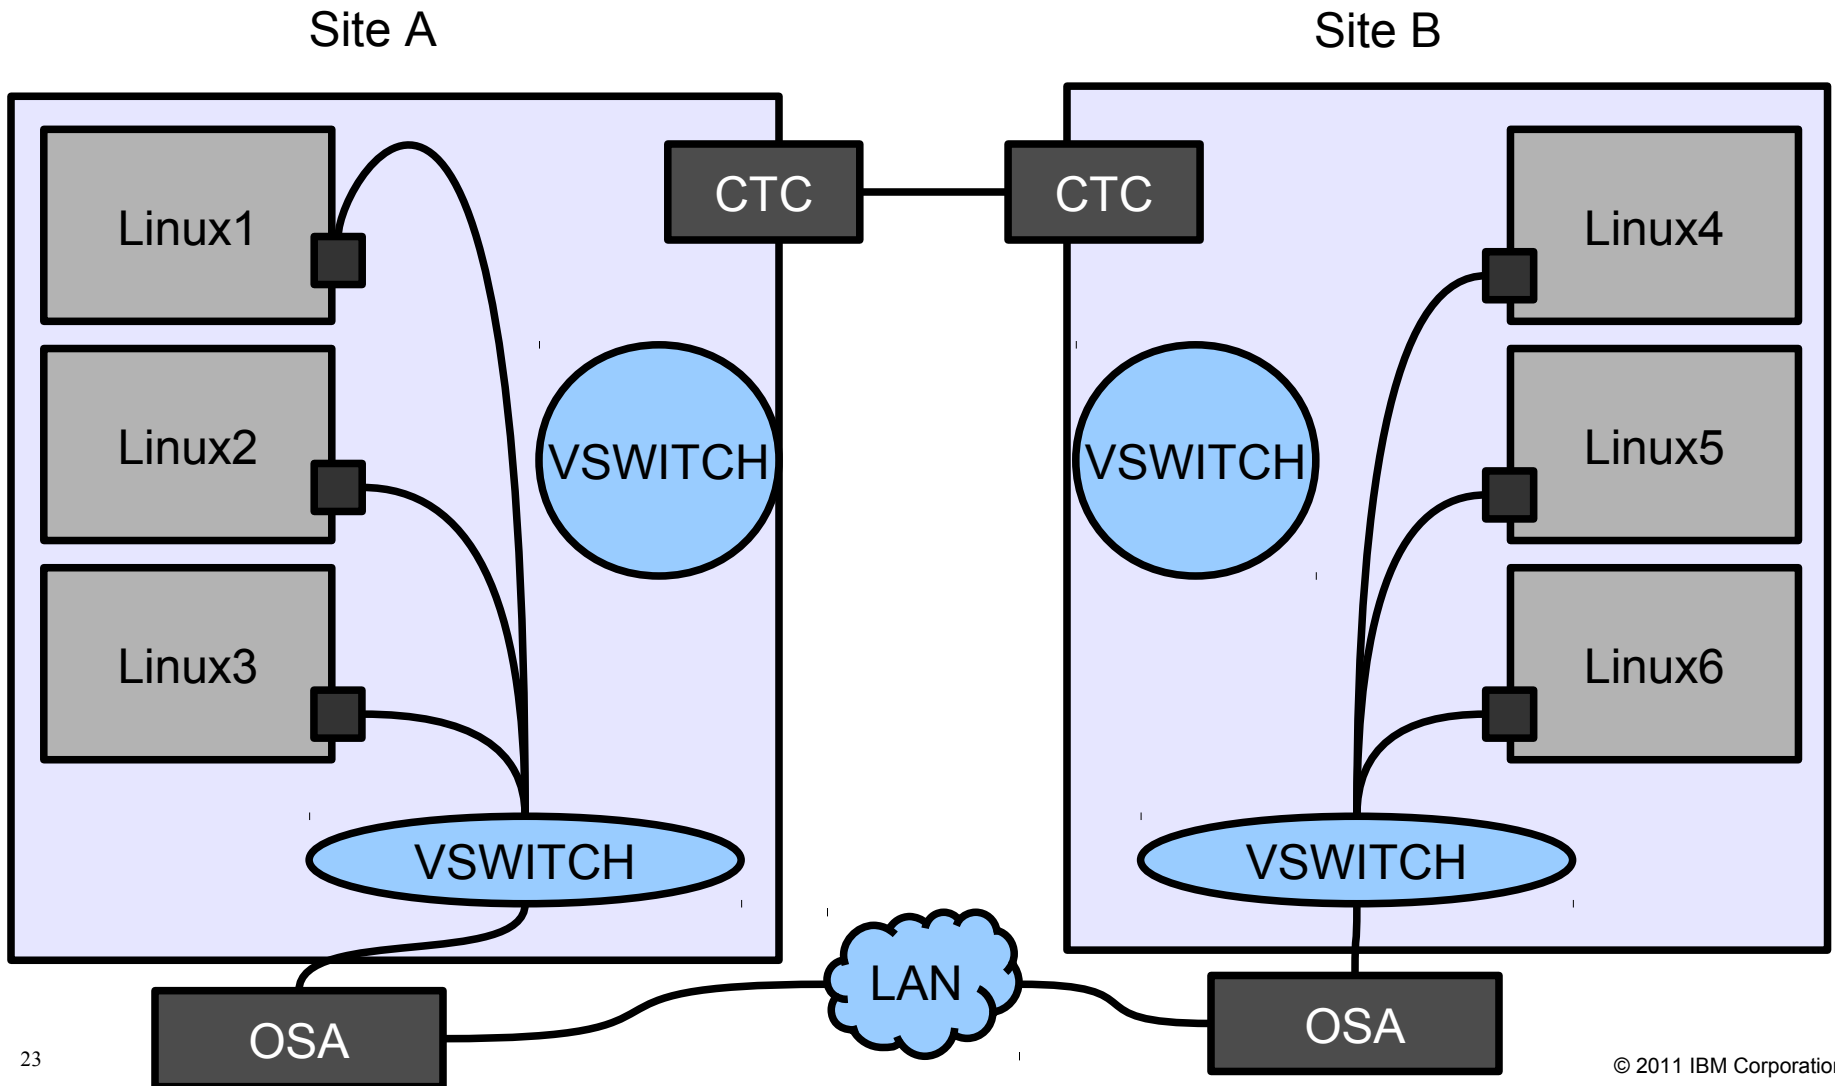 Site A
Site B
Linux1
CTC
CTC
Linux4
Linux2
VSWITCH
VSWITCH
Linux5
Linux3
Linux6
VSWITCH
VSWITCH
LAN
OSA
OSA
23
© 2011 IBM Corporation